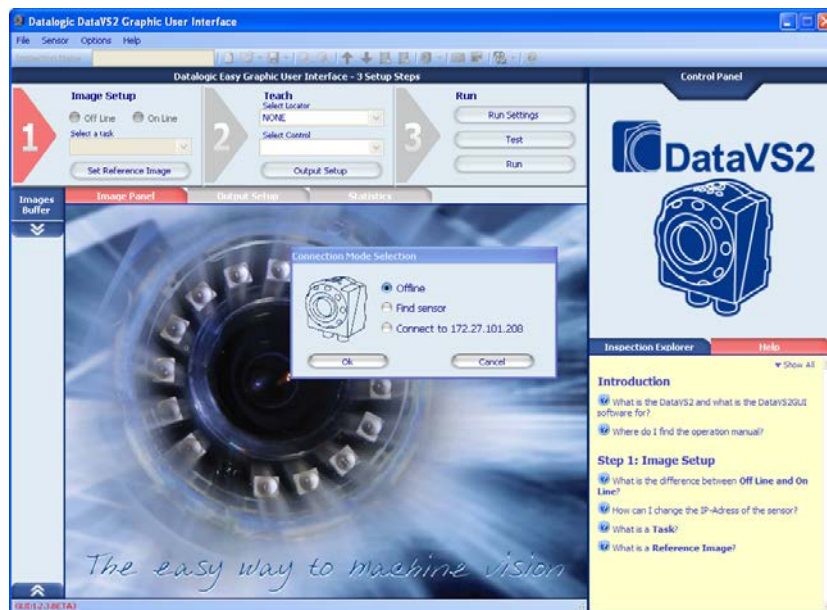 Datalogic DataVS2 Graphic User Interface
File Sensor Options Help
Datalogic Easy Graphic User Interface - 3 Setup Steps
Control Panel
1
Image Setup
Off Line On Line
Select a task
Set Reference Image
2
Teach
Select Locator
NONE
Select Control
Output Setup
3
Run
Run Settings
Test
Run
DataVS2
Images Buffer
Image Panel
Output Setup
Statistics
Connection Mode Selection
Offline
Find sensor
Connect to 172.27.101.208
Ok
Cancel
Inspection Explorer
Help
Show All
Introduction
What is the DataVS2 and what is the DataVS2GUI
software for?
Where do I find the operation manual?
Step 1: Image Setup
What is the difference between Off Line and On
Line?
How can I change the IP-Adress of the sensor?
What is a Task?
What is a Reference Image?
The easy way to machine vision